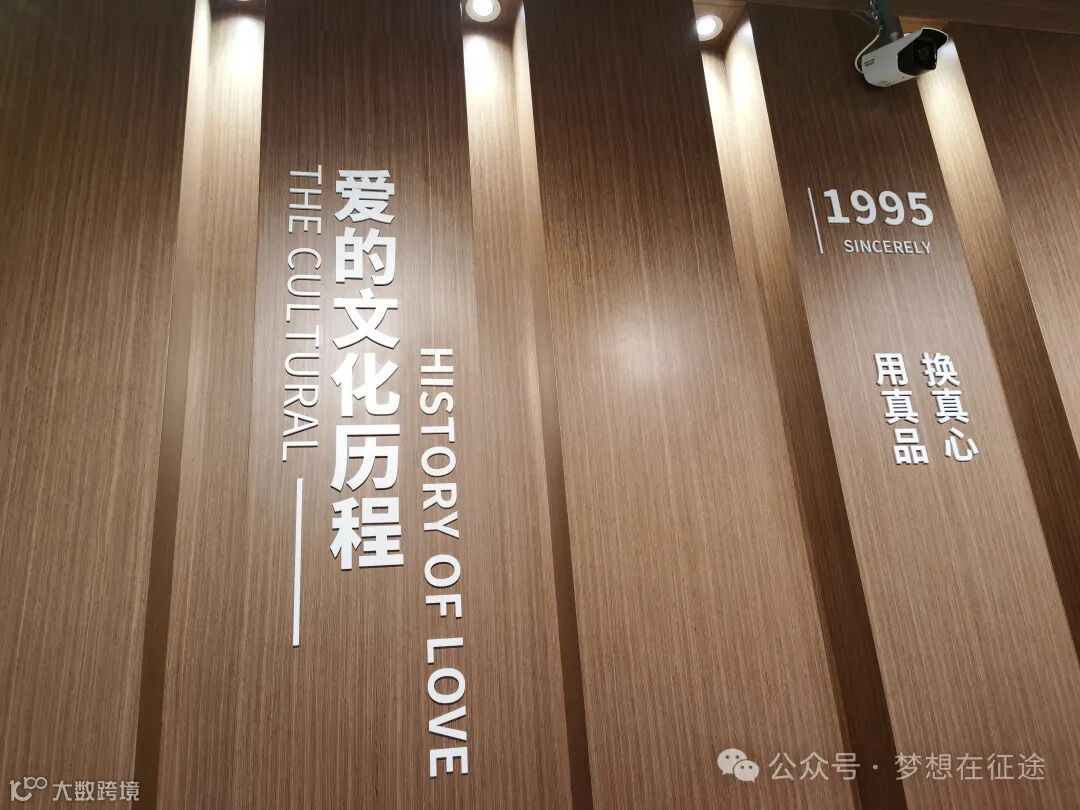 THE CULTURAL
爱的文化历程
HISTORY OF LOVE
1995
SINCERELY
用真品
换真心
公众号·梦想在征途
大数跨境